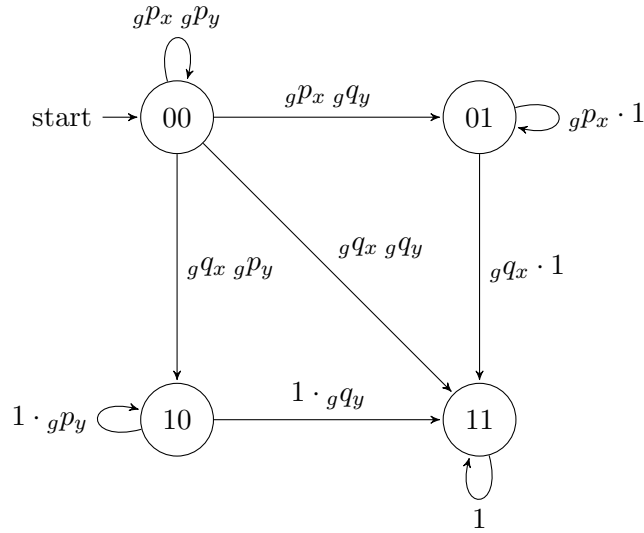 gpx gpy
start
00
gpx gqy
01
gpx · 1
gqx gpy
gqx gqy
gqx · 1
1 · gpy
10
1 · gqy
11
1